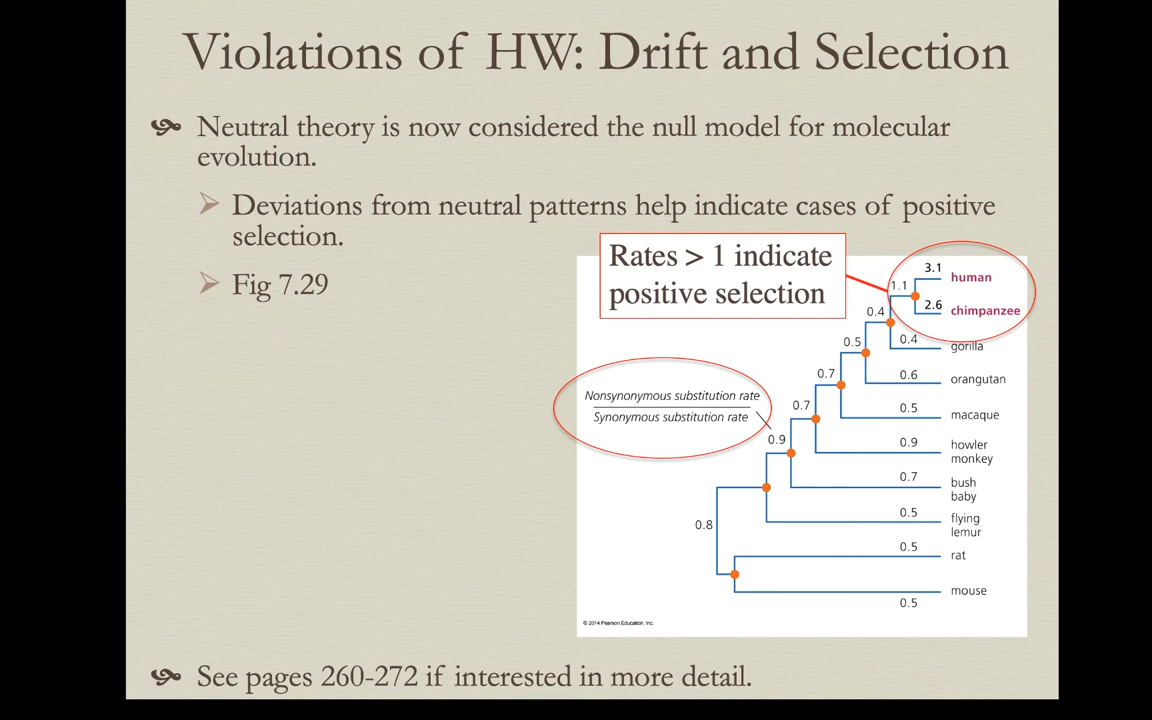 Violations of HW: Drift and Selection
Neutral theory is now considered the null model for molecular
evolution.
Deviations from neutral patterns help indicate cases of positive
selection.
Fig 7.29
Rates > 1 indicate
positive selection
3.1
human
1.1
2.6
chimpanzee
0.4
0.4
gorilla
0.5
0.6
orangutan
0.7
0.5
macaque
0.7
0.9
howler
monkey
Nonsynonymous substitution rate
Synonymous substitution rate
0.9
0.7
bush
baby
0.5
flying
lemur
0.8
0.5
rat
mouse
0.5
© 2014 Pearson Education, Inc.
See pages 260-272 if interested in more detail.